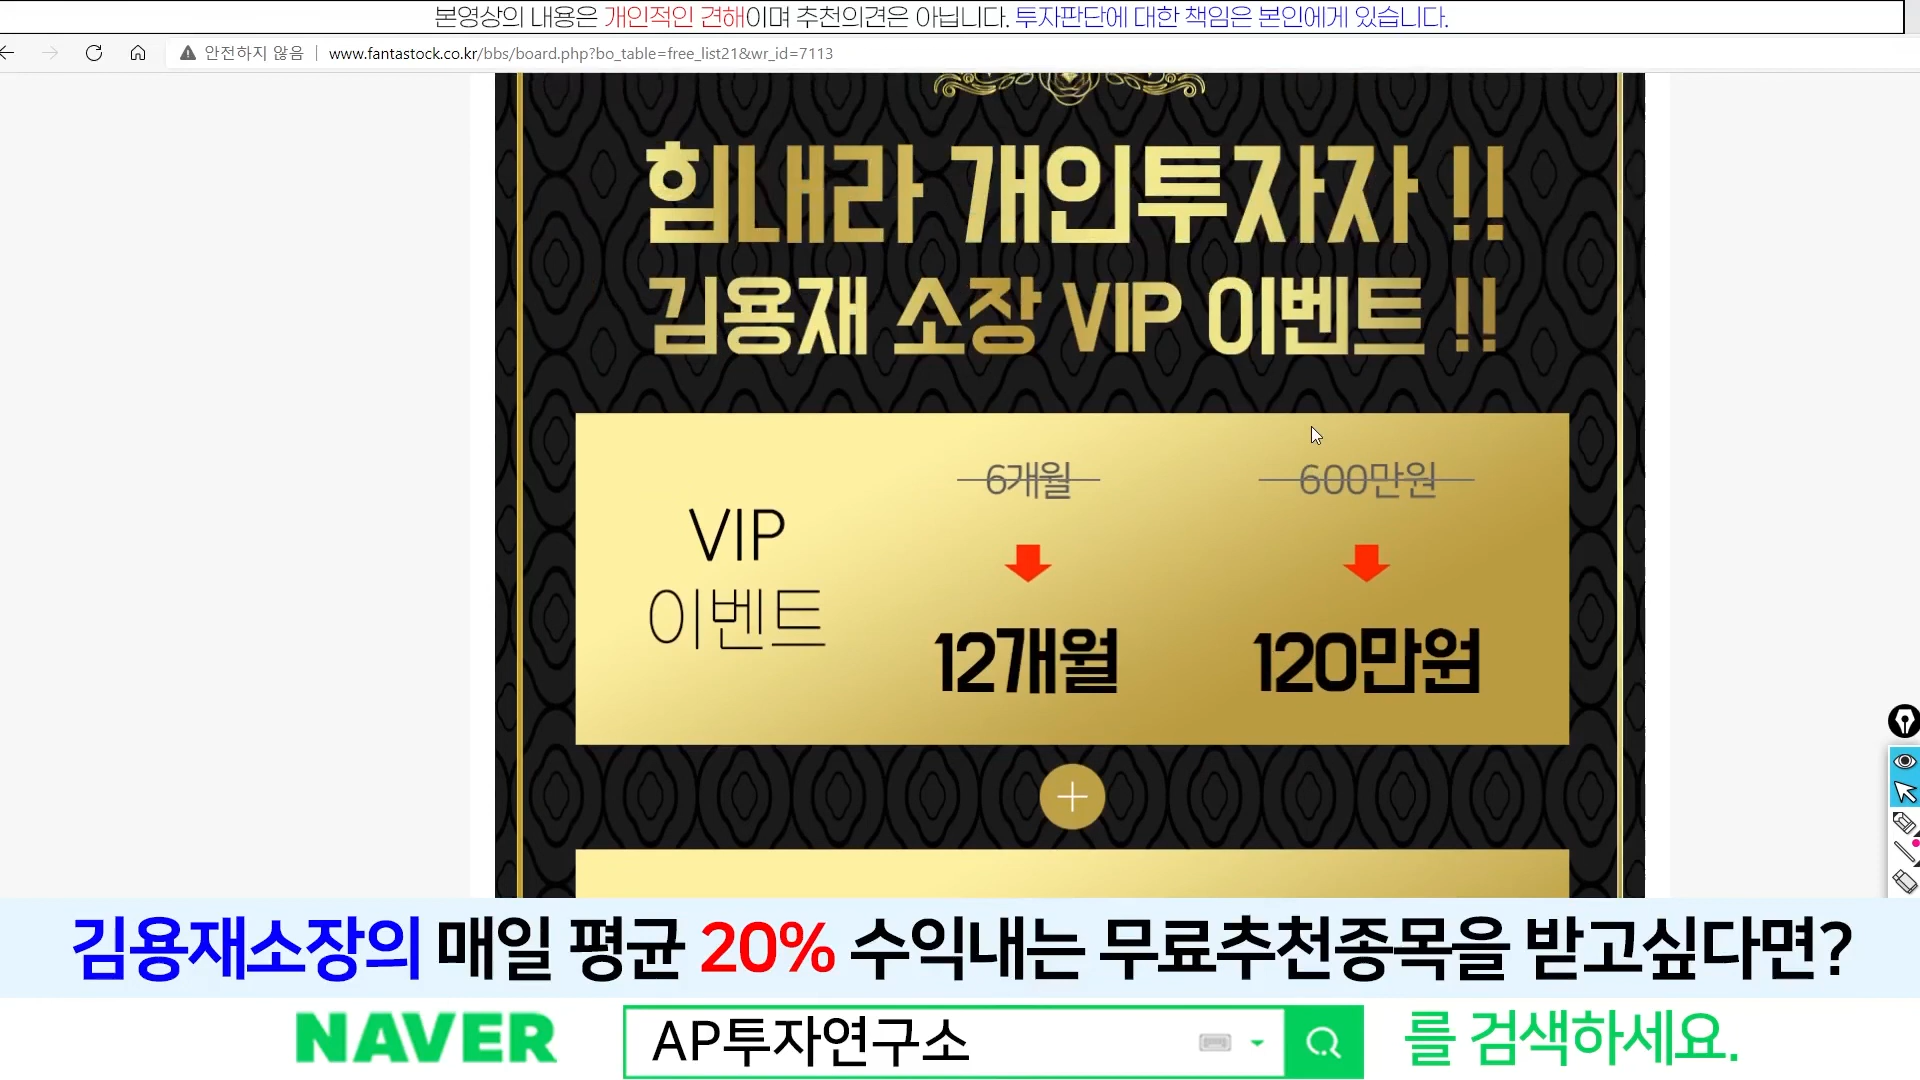 본영상의 내용은 개인적인 견해이며 추천의견은 아닙니다. 투자판단에 대한 책임은 본인에게 있습니다.
안전하지 않음 | www.fantastock.co.kr/bbs/board.php?bo_table=free_list21&wr_id=7113
힘내라 개인투자자 !!
김용재 소장 VIP 이벤트 !!
VIP
이벤트
6개월
12개월
600만원
120만원
김용재소장의 매일 평균 20% 수익내는 무료추천종목을 받고싶다면?
NAVER AP투자연구소 를 검색하세요.